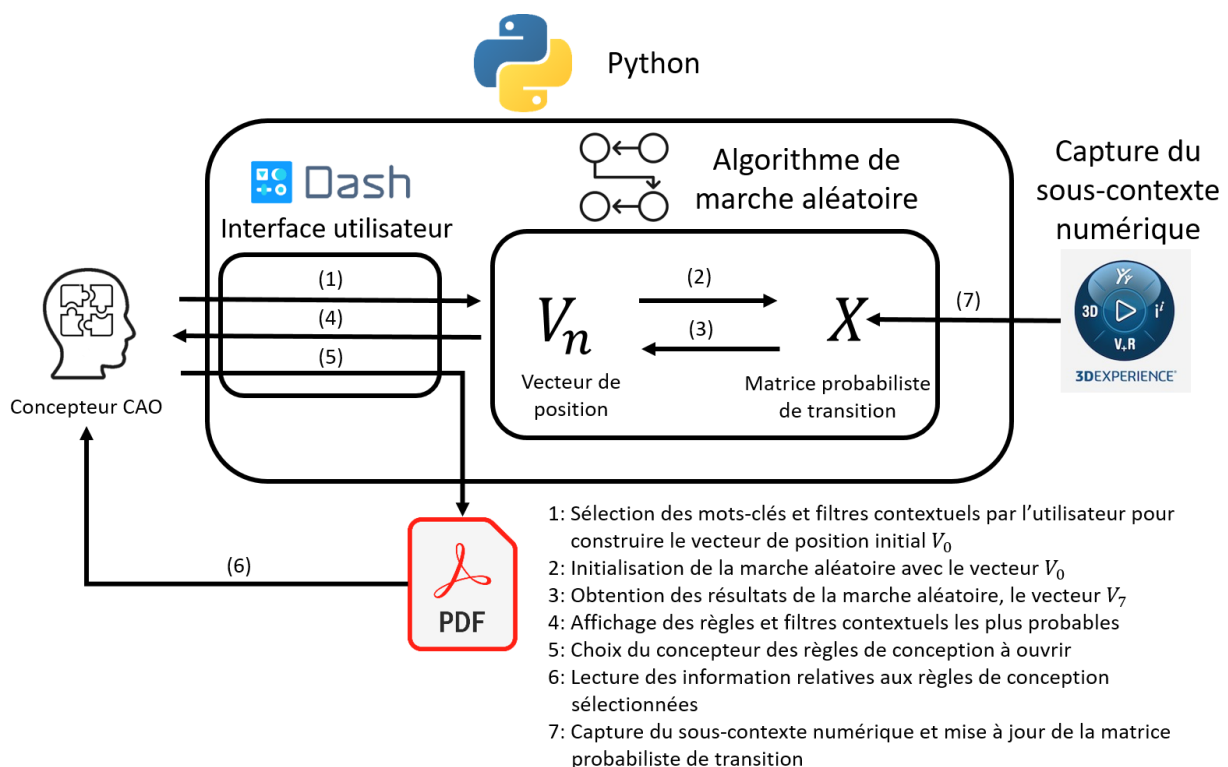 Python
Dash
Interface utilisateur
Algorithme de
marche aléatoire
Capture du
sous-contexte
numérique
(1)
(4)
(5)
(2)
(3)
(7)
V_n
X
Vecteur de
position
Matrice probabiliste
de transition
3D
i^i
V+R
3DEXPERIENCE
Concepteur CAO
(6)
PDF
1: Sélection des mots-clés et filtres contextuels par l'utilisateur pour
construire le vecteur de position initial V_0
2: Initialisation de la marche aléatoire avec le vecteur V_0
3: Obtention des résultats de la marche aléatoire, le vecteur V_7
4: Affichage des règles et filtres contextuels les plus probables
5: Choix du concepteur des règles de conception à ouvrir
6: Lecture des information relatives aux règles de conception
sélectionnées
7: Capture du sous-contexte numérique et mise à jour de la matrice
probabiliste de transition